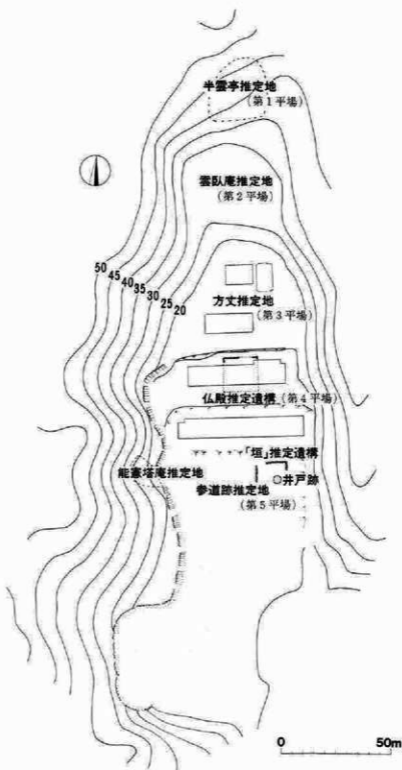 半雲亭推定地
(第1平場)
雲臥庵推定地
(第2平場)
50
45
40
35
30
25
20
方丈推定地
(第3平場)
仏殿推定遺構(第4平場)
「垣」推定遺構
能憲塔庵推定地
井戸跡
参道跡推定地
(第5平場)
0 50m